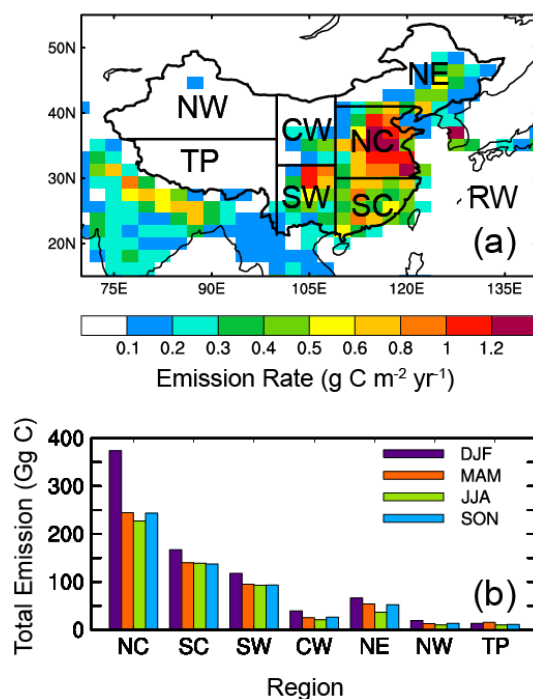 55N
50N
40N
30N
20N
NE
NW
CW
NC
TP
SW
SC
RW
(a)
75E 90E 105E 120E 135E
0.1 0.2 0.3 0.4 0.5 0.6 0.8 1 1.2
Emission Rate (g C m-2 yr-1)
Total Emission (Gg C)
400
300
200
100
0
DJF
MAM
JJA
SON
(b)
NC SC SW CW NE NW TP
Region